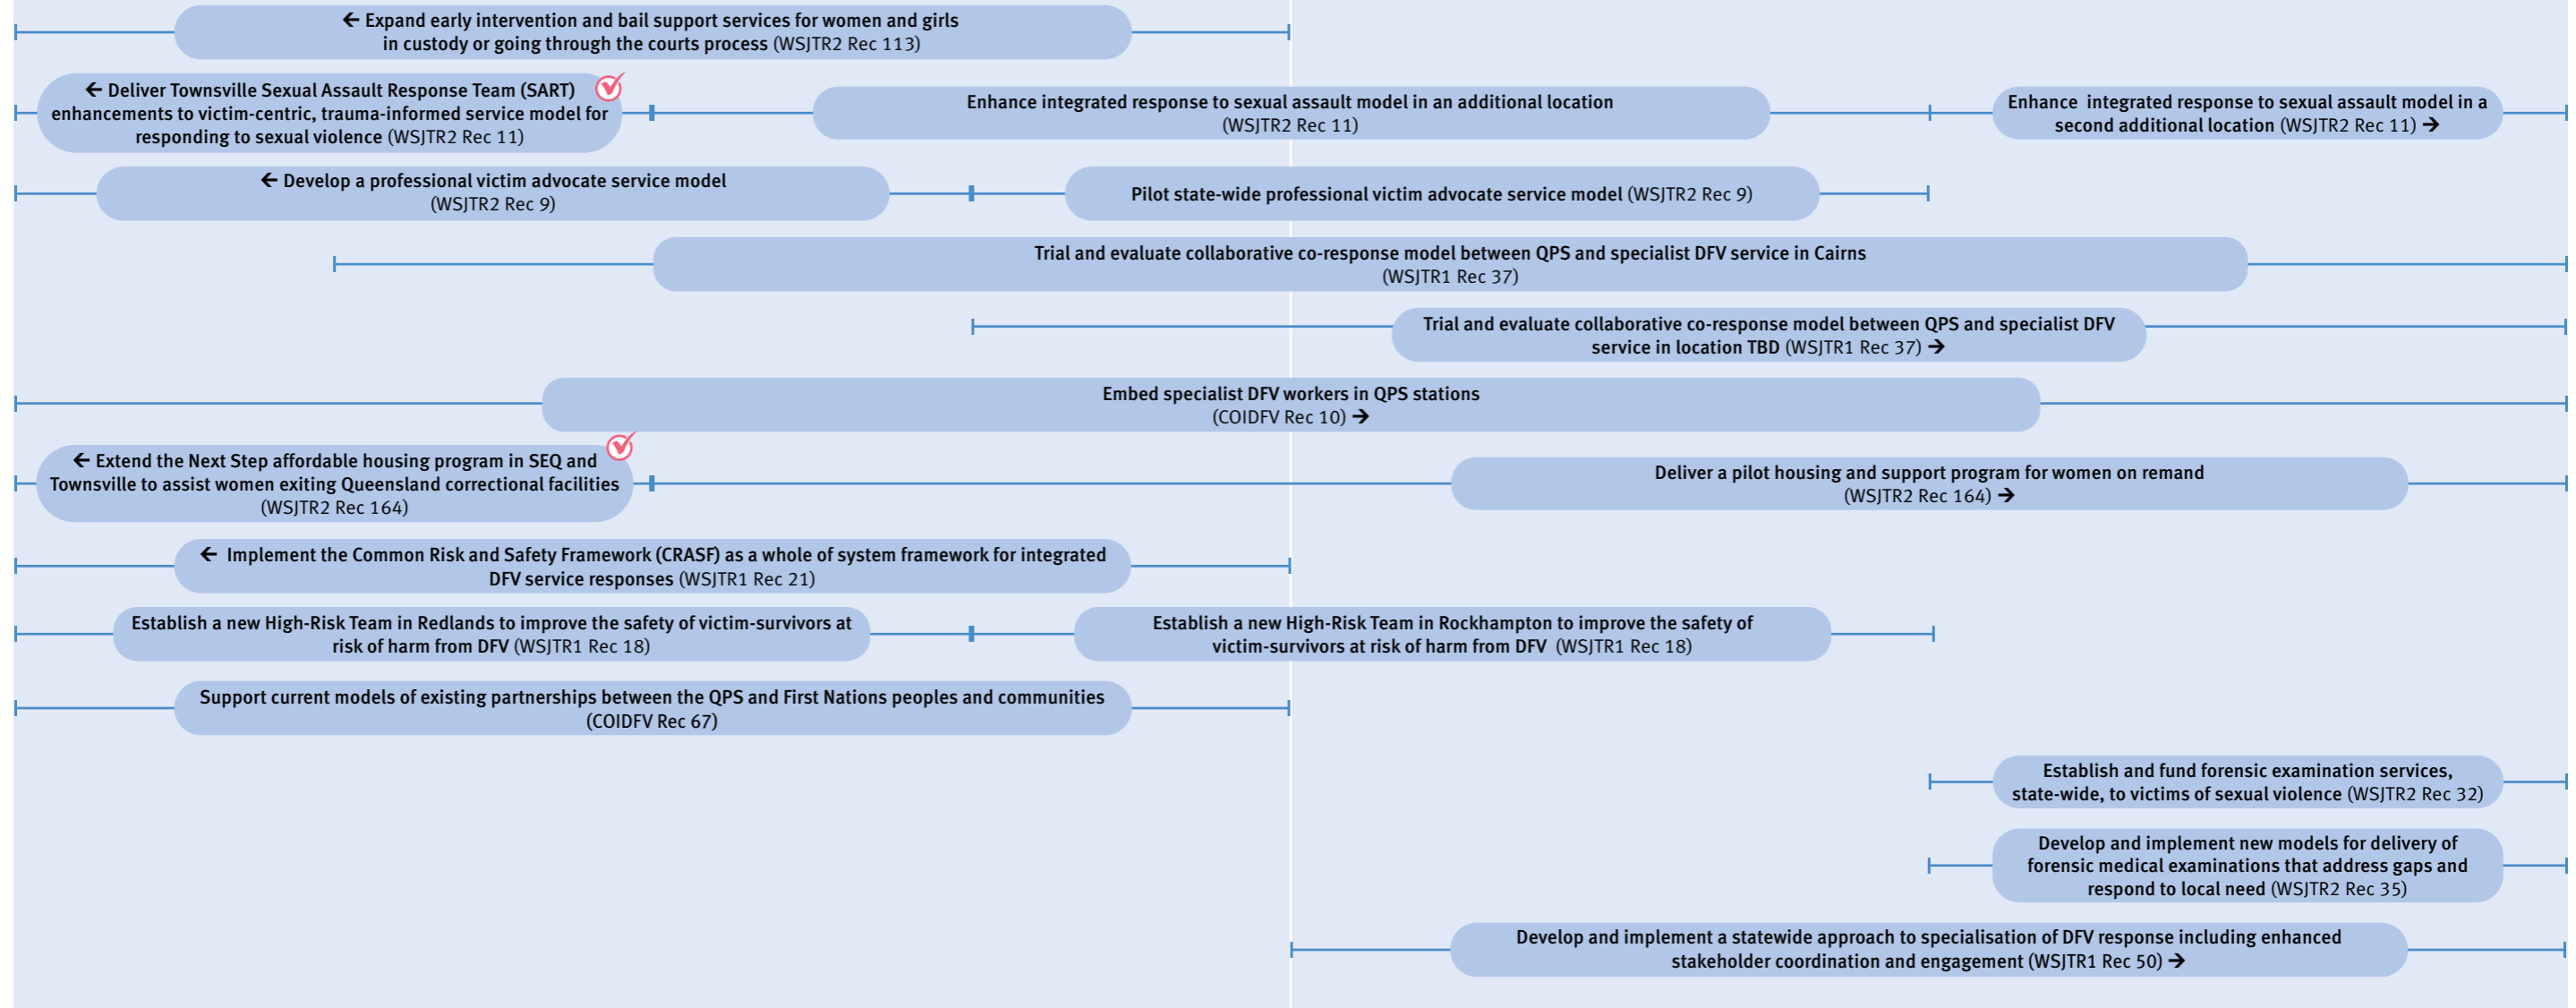 ← Expand early intervention and bail support services for women and girls
in custody or going through the courts process (WSJTR2 Rec 113)
← Deliver Townsville Sexual Assault Response Team (SART)
enhancements to victim-centric, trauma-informed service model for
responding to sexual violence (WSJTR2 Rec 11)
Enhance integrated response to sexual assault model in an additional location
(WSJTR2 Rec 11)
Enhance integrated response to sexual assault model in a
second additional location (WSJTR2 Rec 11) →
← Develop a professional victim advocate service model
(WSJTR2 Rec 9)
Pilot state-wide professional victim advocate service model (WSJTR2 Rec 9)
Trial and evaluate collaborative co-response model between QPS and specialist DFV service in Cairns
(WSJTR1 Rec 37)
Trial and evaluate collaborative co-response model between QPS and specialist DFV
service in location TBD (WSJTR1 Rec 37) →
Embed specialist DFV workers in QPS stations
(COIDFV Rec 10) →
← Extend the Next Step affordable housing program in SEQ and
Townsville to assist women exiting Queensland correctional facilities
(WSJTR2 Rec 164)
Deliver a pilot housing and support program for women on remand
(WSJTR2 Rec 164) →
← Implement the Common Risk and Safety Framework (CRASF) as a whole of system framework for integrated
DFV service responses (WSJTR1 Rec 21)
Establish a new High-Risk Team in Redlands to improve the safety of victim-survivors at
risk of harm from DFV (WSJTR1 Rec 18)
Establish a new High-Risk Team in Rockhampton to improve the safety of
victim-survivors at risk of harm from DFV (WSJTR1 Rec 18)
Support current models of existing partnerships between the QPS and First Nations peoples and communities
(COIDFV Rec 67)
Establish and fund forensic examination services,
state-wide, to victims of sexual violence (WSJTR2 Rec 32)
Develop and implement new models for delivery of
forensic medical examinations that address gaps and
respond to local need (WSJTR2 Rec 35)
Develop and implement a statewide approach to specialisation of DFV response including enhanced
stakeholder coordination and engagement (WSJTR1 Rec 50) →